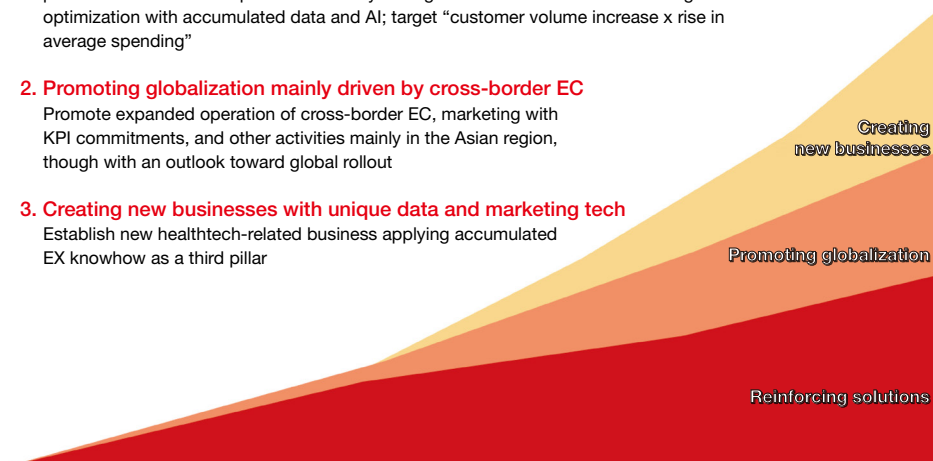 optimization with accumulated data and AI; target “customer volume increase x rise in
average spending”
2. Promoting globalization mainly driven by cross-border EC
Promote expanded operation of cross-border EC, marketing with
KPI commitments, and other activities mainly in the Asian region,
though with an outlook toward global rollout
3. Creating new businesses with unique data and marketing tech
Establish new healthtech-related business applying accumulated
EX knowhow as a third pillar
Creating
new businesses
Promoting globalization
Reinforcing solutions